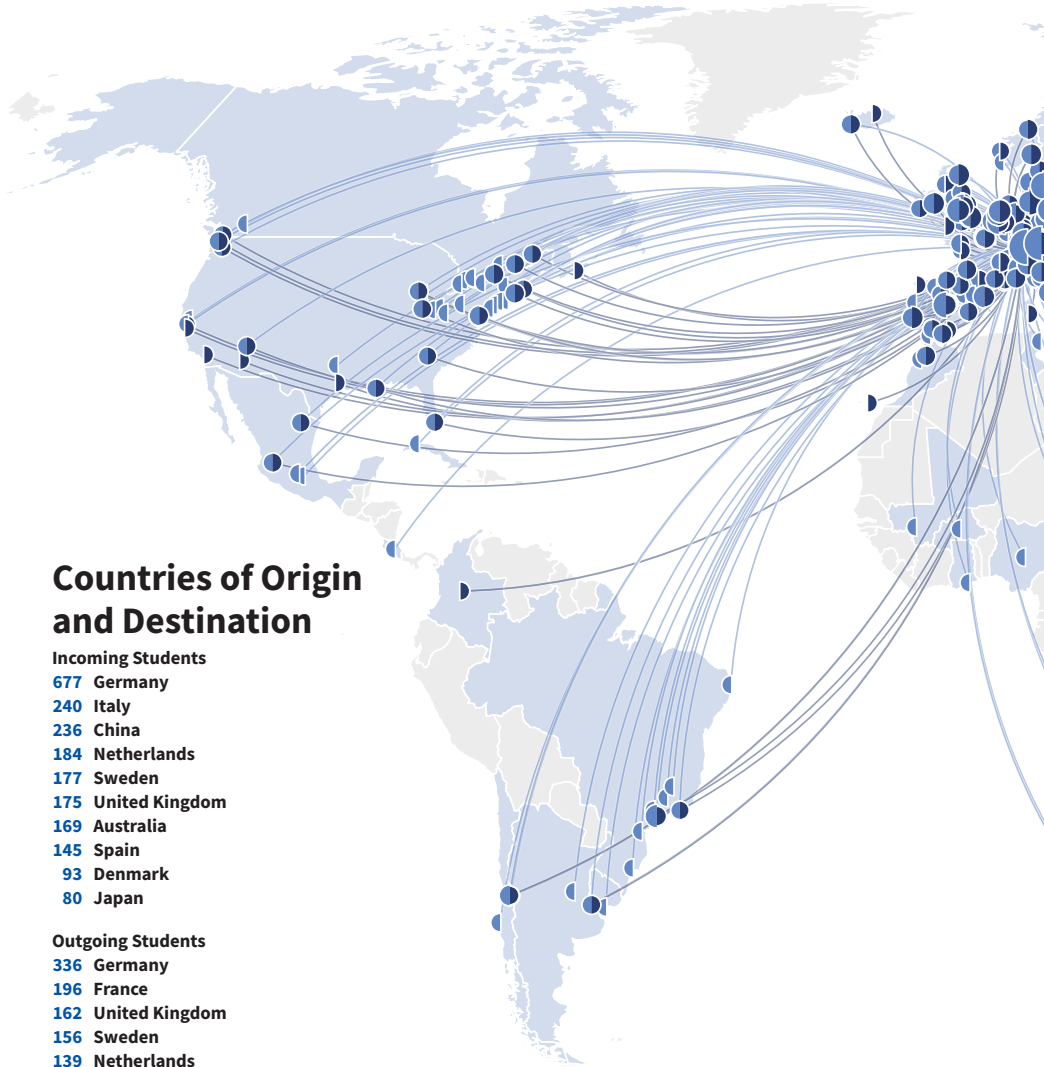 Countries of Origin
and Destination
Incoming Students
677 Germany
240 Italy
236 China
184 Netherlands
177 Sweden
175 United Kingdom
169 Australia
145 Spain
93 Denmark
80 Japan
Outgoing Students
336 Germany
196 France
162 United Kingdom
156 Sweden
139 Netherlands